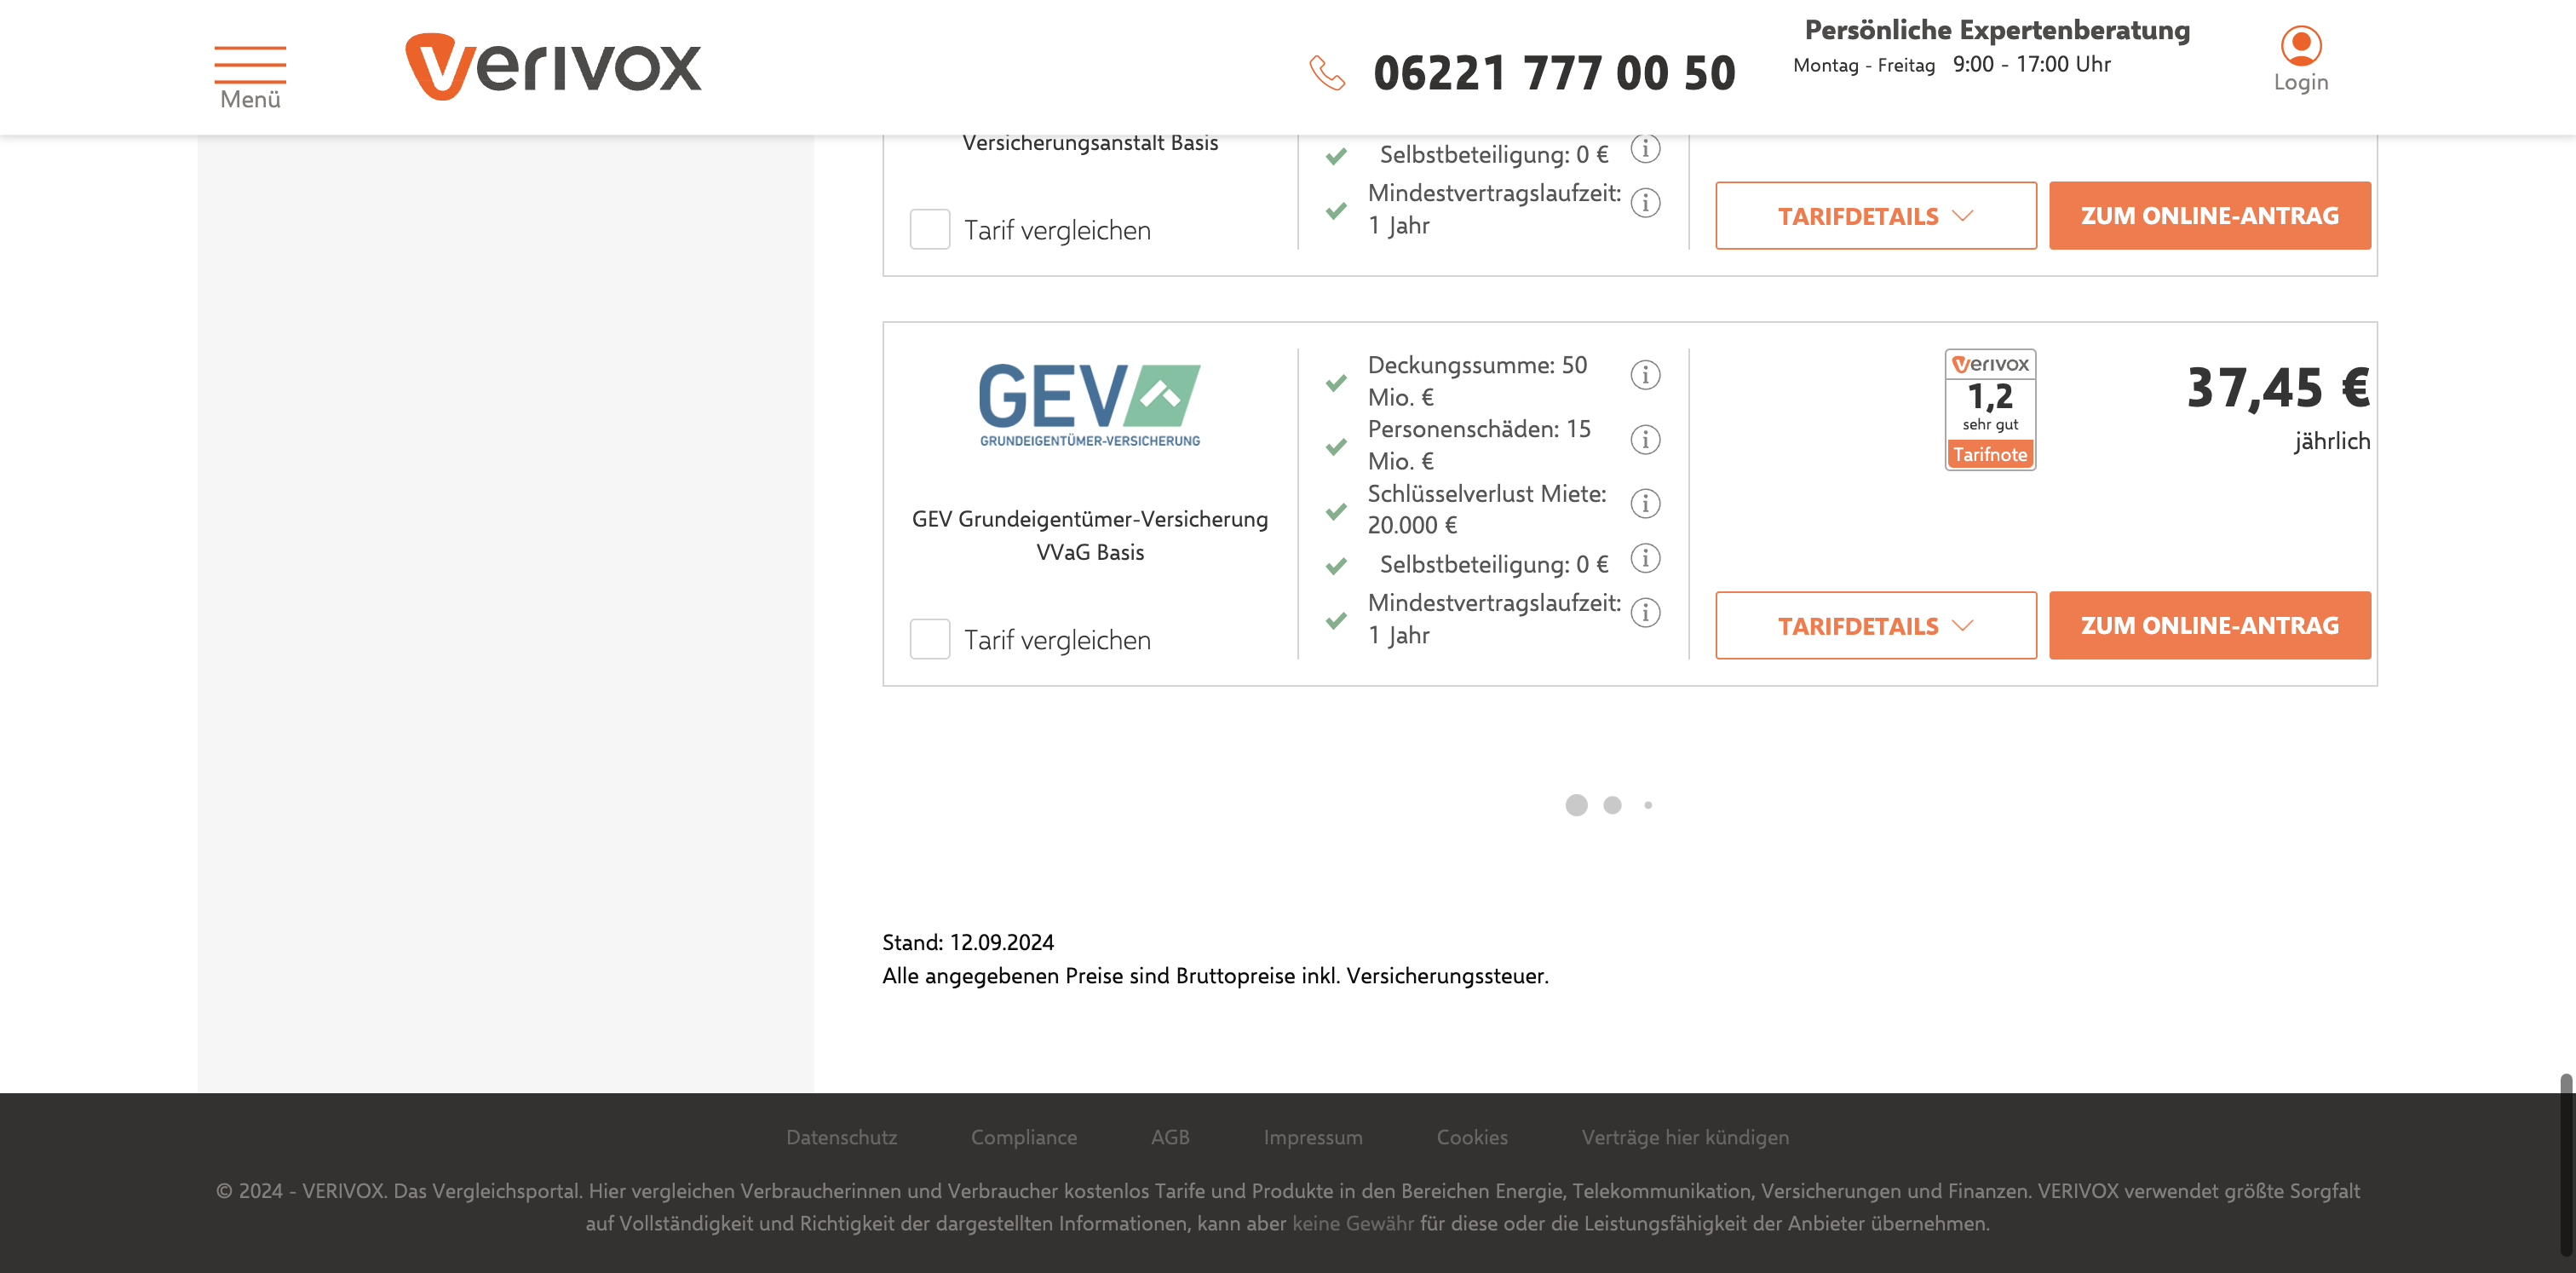 Menü
verivox
06221 777 00 50
Persönliche Expertenberatung
Montag - Freitag 9:00 - 17:00 Uhr
Login
Versicherungsanstalt Basis
Tarif vergleichen
Selbstbeteiligung: 0 €
Mindestvertragslaufzeit:
1 Jahr
TARIFDETAILS
ZUM ONLINE-ANTRAG
GEV
GRUNDEIGENTÜMER-VERSICHERUNG
GEV Grundeigentümer-Versicherung
VVaG Basis
Tarif vergleichen
Deckungssumme: 50
Mio. €
Personenschäden: 15
Mio. €
Schlüsselverlust Miete:
20.000 €
Selbstbeteiligung: 0 €
Mindestvertragslaufzeit:
1 Jahr
verivox
1,2
sehr gut
Tarifnote
37,45 €
jährlich
TARIFDETAILS
ZUM ONLINE-ANTRAG
Stand: 12.09.2024
Alle angegebenen Preise sind Bruttopreise inkl. Versicherungssteuer.
Datenschutz Compliance AGB Impressum Cookies Verträge hier kündigen
© 2024 - VERIVOX. Das Vergleichsportal. Hier vergleichen Verbraucherinnen und Verbraucher kostenlos Tarife und Produkte in den Bereichen Energie, Telekommunikation, Versicherungen und Finanzen. VERIVOX verwendet größte Sorgfalt
auf Vollständigkeit und Richtigkeit der dargestellten Informationen, kann aber keine Gewähr für diese oder die Leistungsfähigkeit der Anbieter übernehmen.